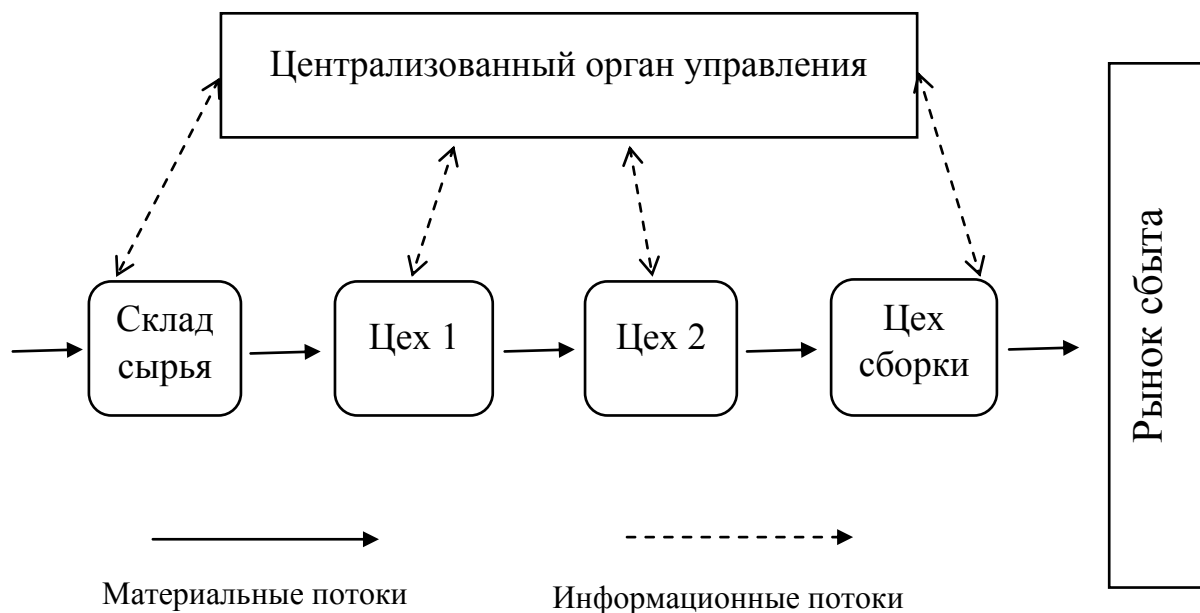 Централизованный орган управления
Склад
сырья
Цех 1
Цех 2
Цех
сборки
Рынок сбыта
Материальные потоки
Информационные потоки